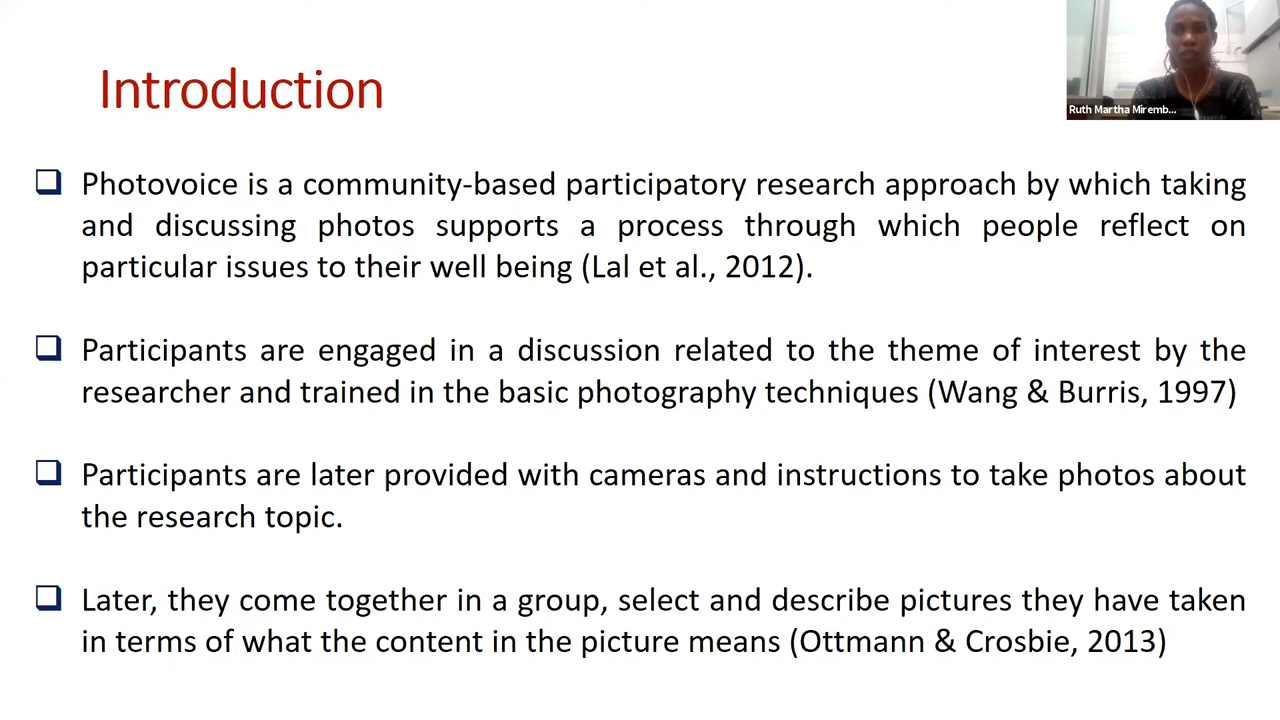 Introduction
Ruth Martha Miremb...
❑ Photovoice is a community-based participatory research approach by which taking
and discussing photos supports a process through which people reflect on
particular issues to their well being (Lal et al., 2012).
❑ Participants are engaged in a discussion related to the theme of interest by the
researcher and trained in the basic photography techniques (Wang & Burris, 1997)
❑ Participants are later provided with cameras and instructions to take photos about
the research topic.
❑ Later, they come together in a group, select and describe pictures they have taken
in terms of what the content in the picture means (Ottmann & Crosbie, 2013)